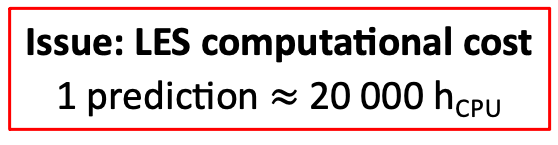 Issue: LES computational cost
1 prediction ≈ 20 000 hCPU